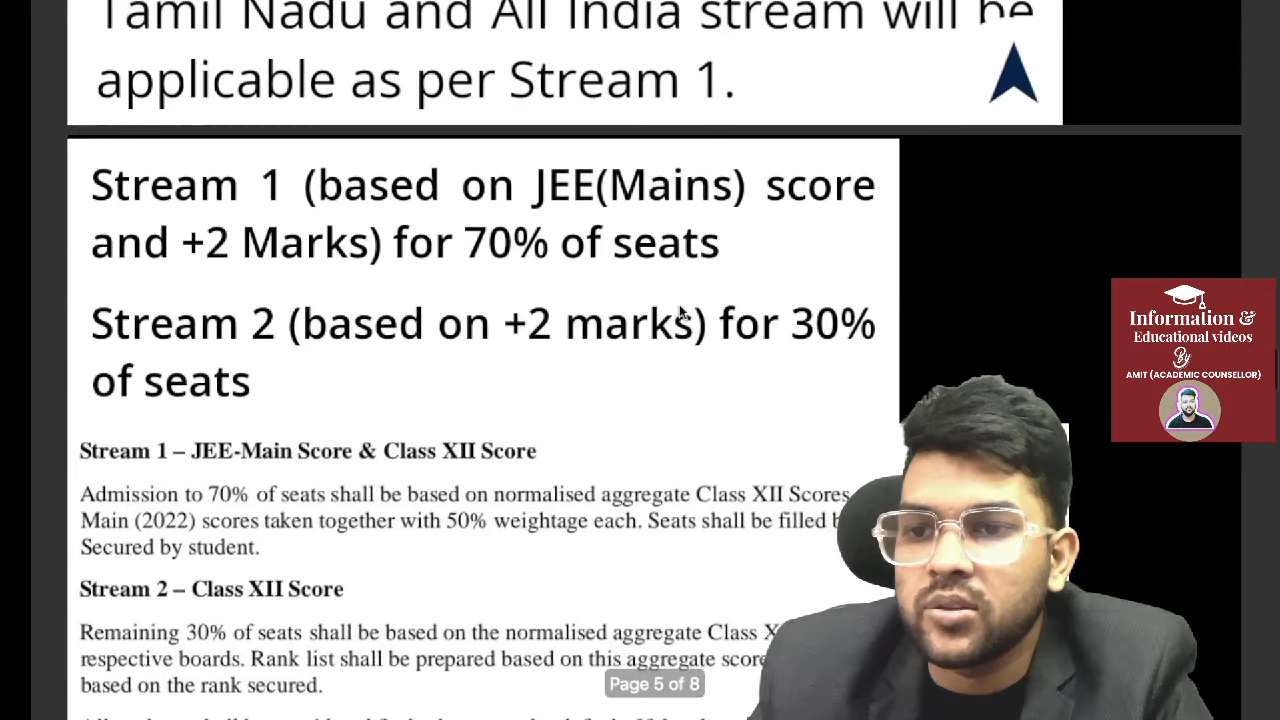 Tamil Nadu and All India stream will be
applicable as per Stream 1.
Stream 1 (based on JEE(Mains) score
and +2 Marks) for 70% of seats
Stream 2 (based on +2 marks) for 30%
of seats
Stream 1 – JEE-Main Score & Class XII Score
Admission to 70% of seats shall be based on normalised aggregate Class XII Scores
Main (2022) scores taken together with 50% weightage each. Seats shall be filled
Secured by student.
Stream 2 – Class XII Score
Remaining 30% of seats shall be based on the normalised aggregate Class
respective boards. Rank list shall be prepared based on this aggregate score
based on the rank secured.
Page 5 of 8
Information &
Educational videos
By
AMIT (ACADEMIC COUNSELLOR)